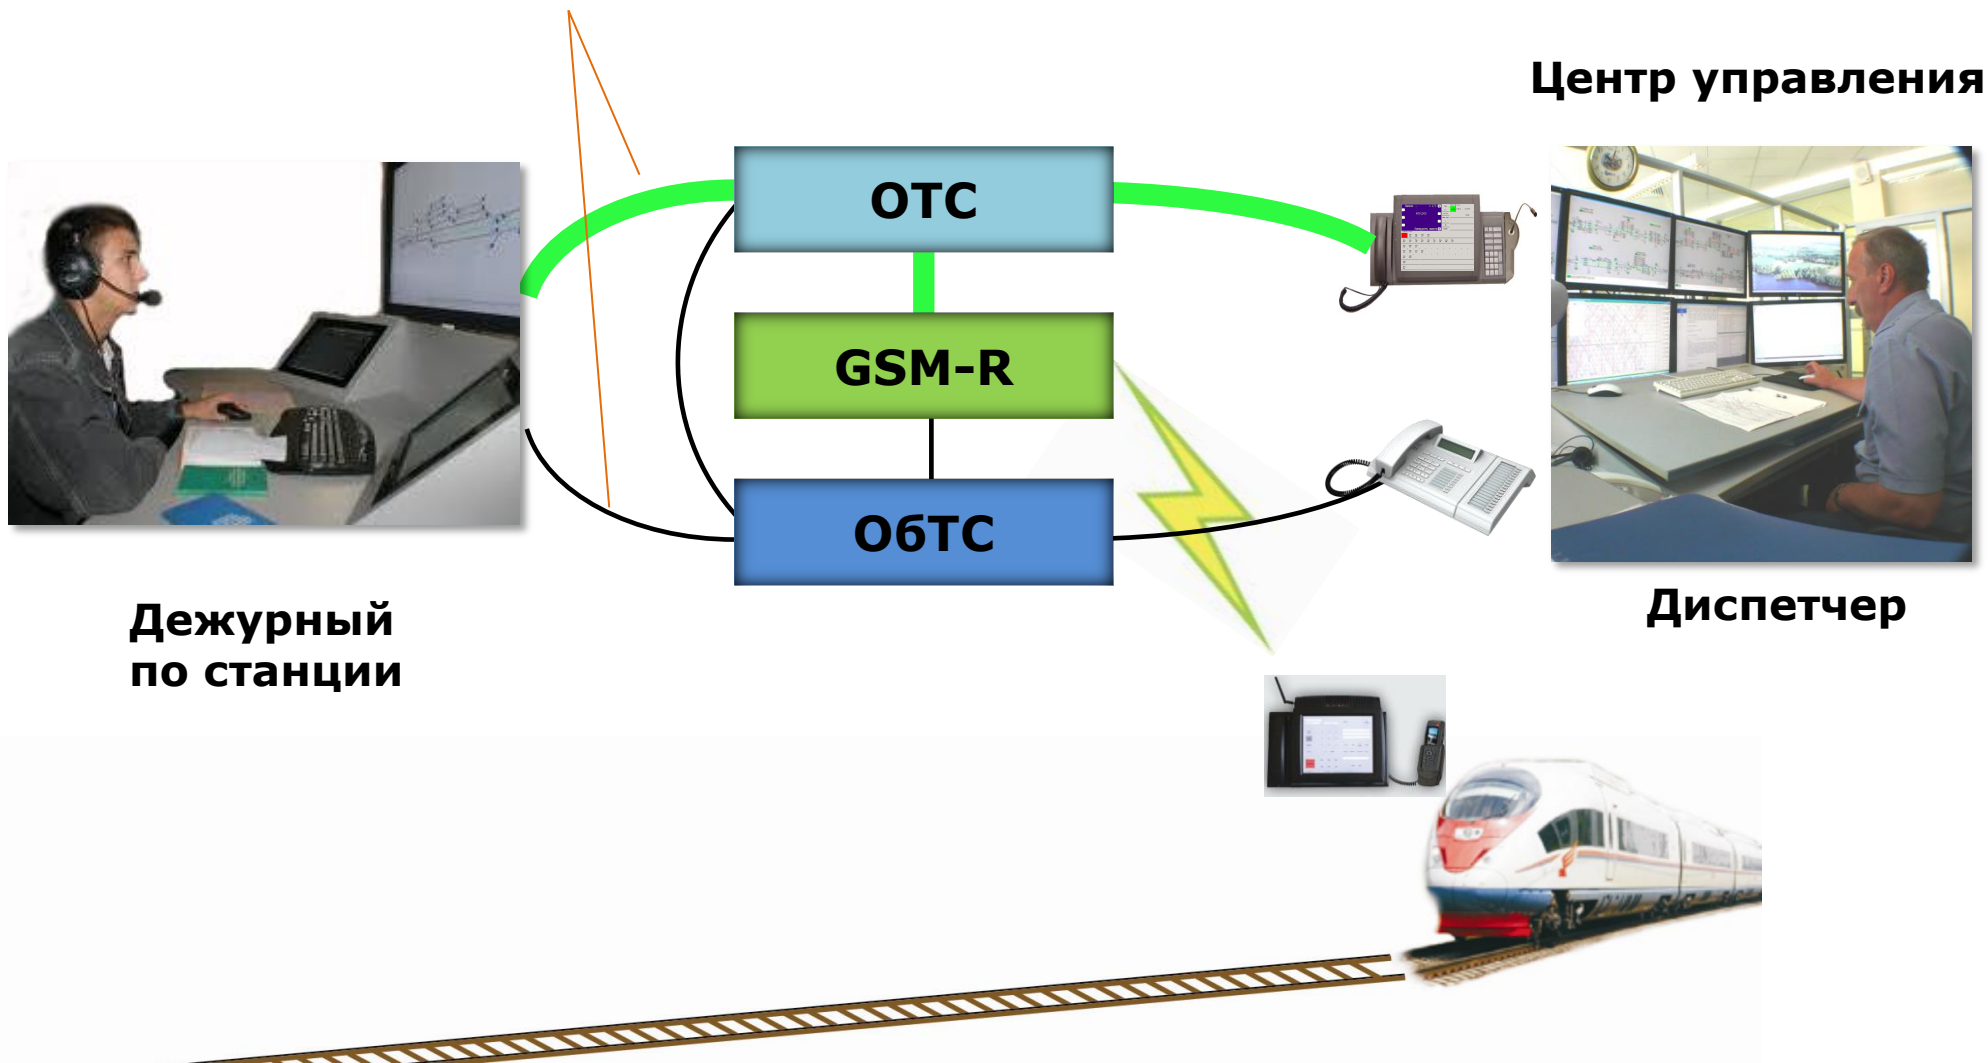 Центр управления
ОТС
GSM-R
ОбТС
Диспетчер
Дежурный
по станции